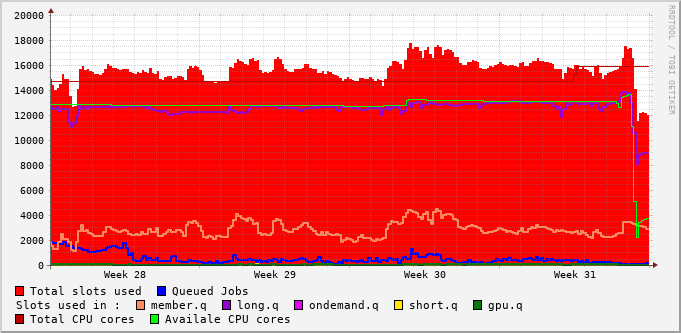 20000
18000
16000
14000
12000
10000
8000
6000
4000
2000
0
Week 28 Week 29 Week 30 Week 31
RRDTOOL / TOBI OETIKER
Total slots used Queued Jobs
Slots used in : member.q long.q ondemand.q short.q gpu.q
Total CPU cores Availale CPU cores